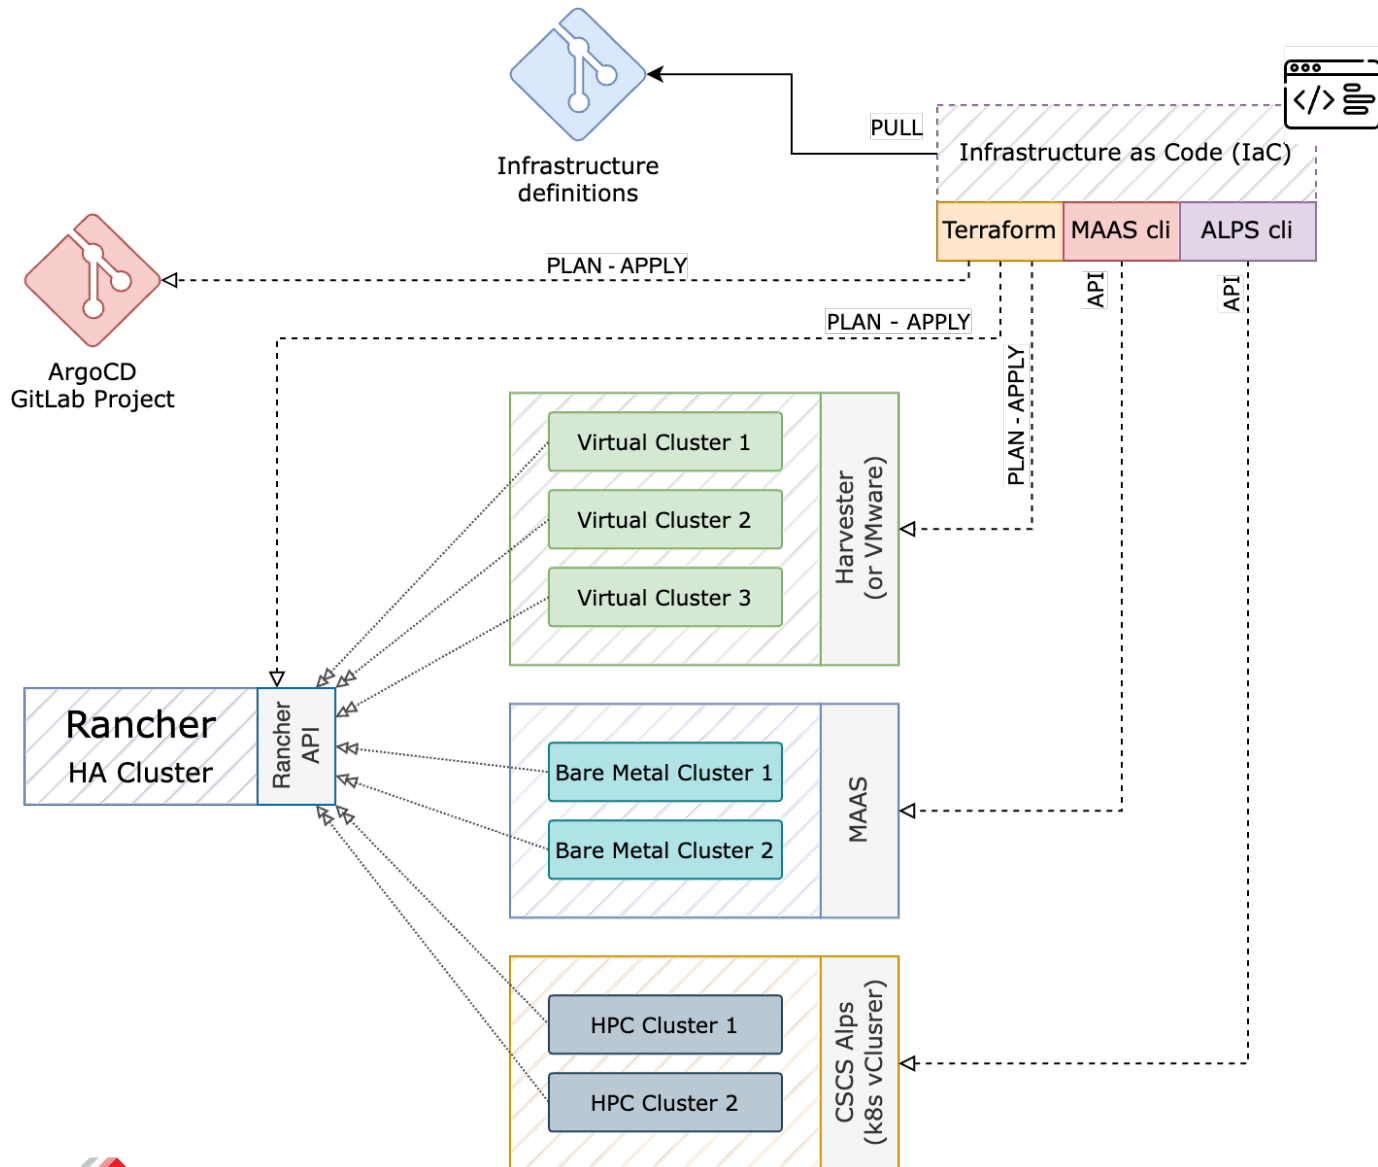 Infrastructure
definitions
PULL
Infrastructure as Code (IaC)
Terraform
MAAS cli
ALPS cli
PLAN - APPLY
API
API
PLAN - APPLY
PLAN - APPLY
ArgoCD
GitLab Project
Virtual Cluster 1
Virtual Cluster 2
Virtual Cluster 3
Harvester
(or VMware)
Rancher
HA Cluster
Rancher
API
Bare Metal Cluster 1
Bare Metal Cluster 2
MAAS
HPC Cluster 1
HPC Cluster 2
CSCS Alps
(k8s vClusrer)